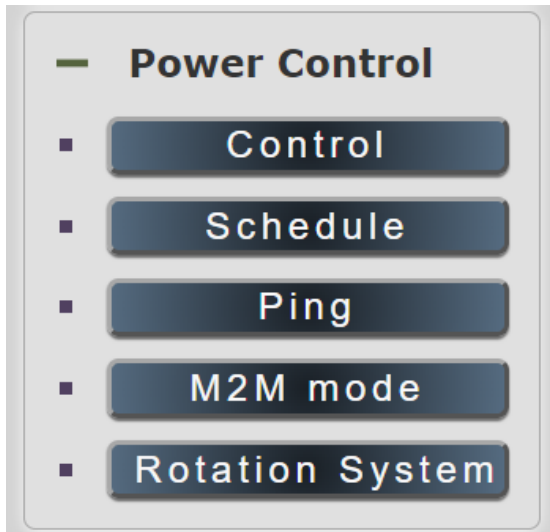 Power Control
Control
Schedule
Ping
M2M mode
Rotation System